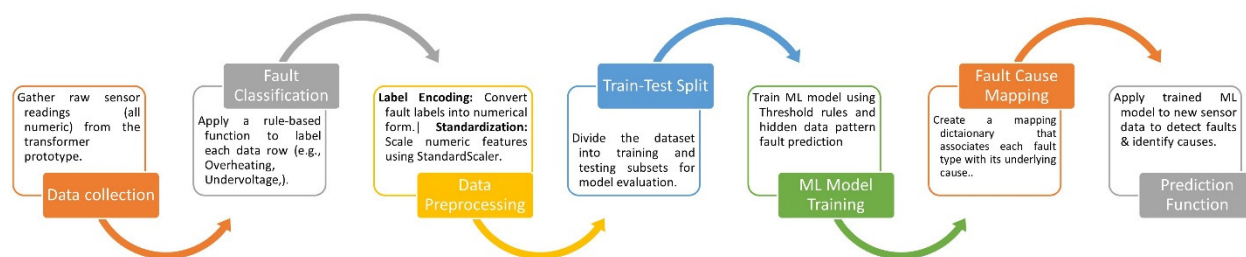 Gather raw sensor
readings (all
numeric) from the
transformer
prototype.
Data collection
Fault
Classification
Apply a rule-based
function to label
each data row (e.g.,
Overheating,
Undervoltage,).
Label Encoding: Convert
fault labels into numerical
form.| Standardization:
Scale numeric features
using StandardScaler.
Data
Preprocessing
Train-Test Split
Divide the dataset
into training and
testing subsets for
model evaluation.
Train ML model using
Threshold rules and
hidden data pattern
fault prediction
ML Model
Training
Fault Cause
Mapping
Create a mapping
dictaionary that
associates each fault
type with its underlying
cause..
Apply trained ML
model to new sensor
data to detect faults
& identify causes.
Prediction
Function